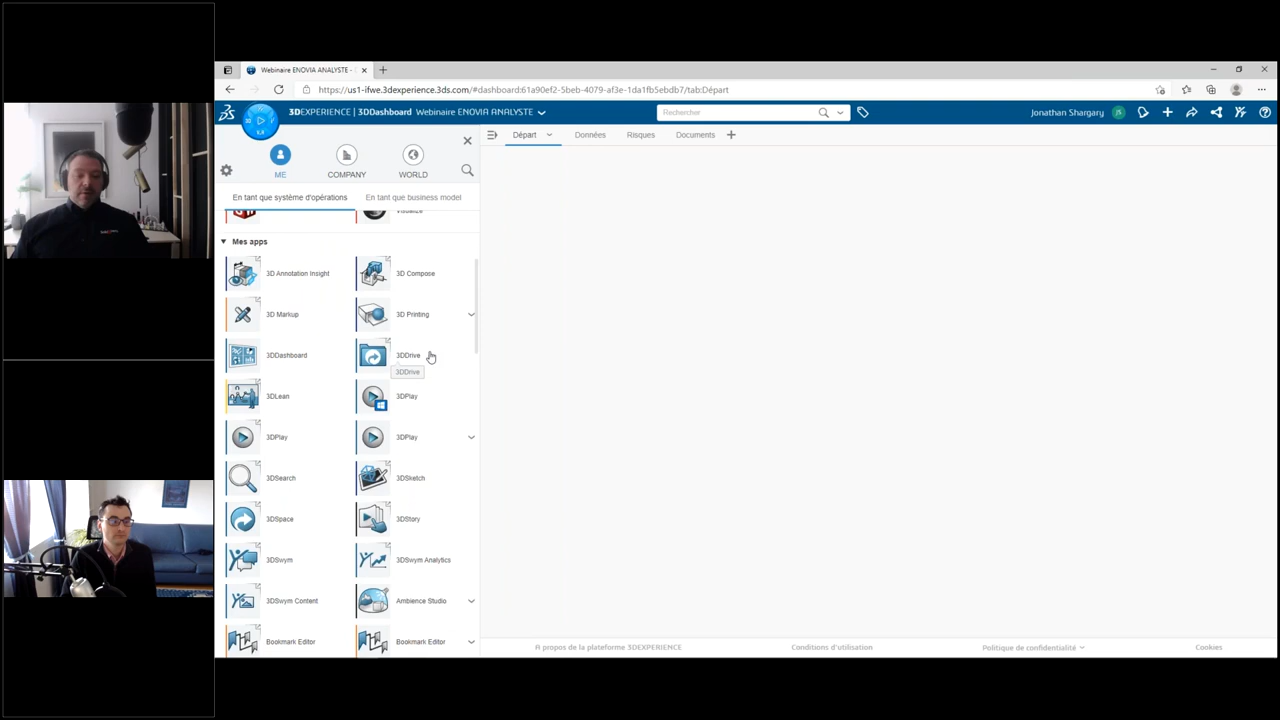 Webinaire ENOVIA ANALYSTE -
https://us1-ifwe.3dexperience.3ds.com/#dashboard:61a90ef2-5beb-4079-af3e-1da1fb5ebdb7/tab:Départ
3DEXPERIENCE | 3DDashboard Webinaire ENOVIA ANALYSTE
Rechercher
Jonathan Shargary
JS
Départ
Données
Risques
Documents
ME
COMPANY
WORLD
En tant que système d'opérations
En tant que business model
Visualize
Mes apps
3D Annotation Insight
3D Compose
3D Markup
3D Printing
3DDashboard
3DDrive
3DDrive
3DLean
3DPlay
3DPlay
3DPlay
3DSearch
3DSketch
3DSpace
3DStory
3DSwym
3DSwym Analytics
3DSwym Content
Ambience Studio
Bookmark Editor
Bookmark Editor
A propos de la plateforme 3DEXPERIENCE
Conditions d'utilisation
Politique de confidentialité
Cookies